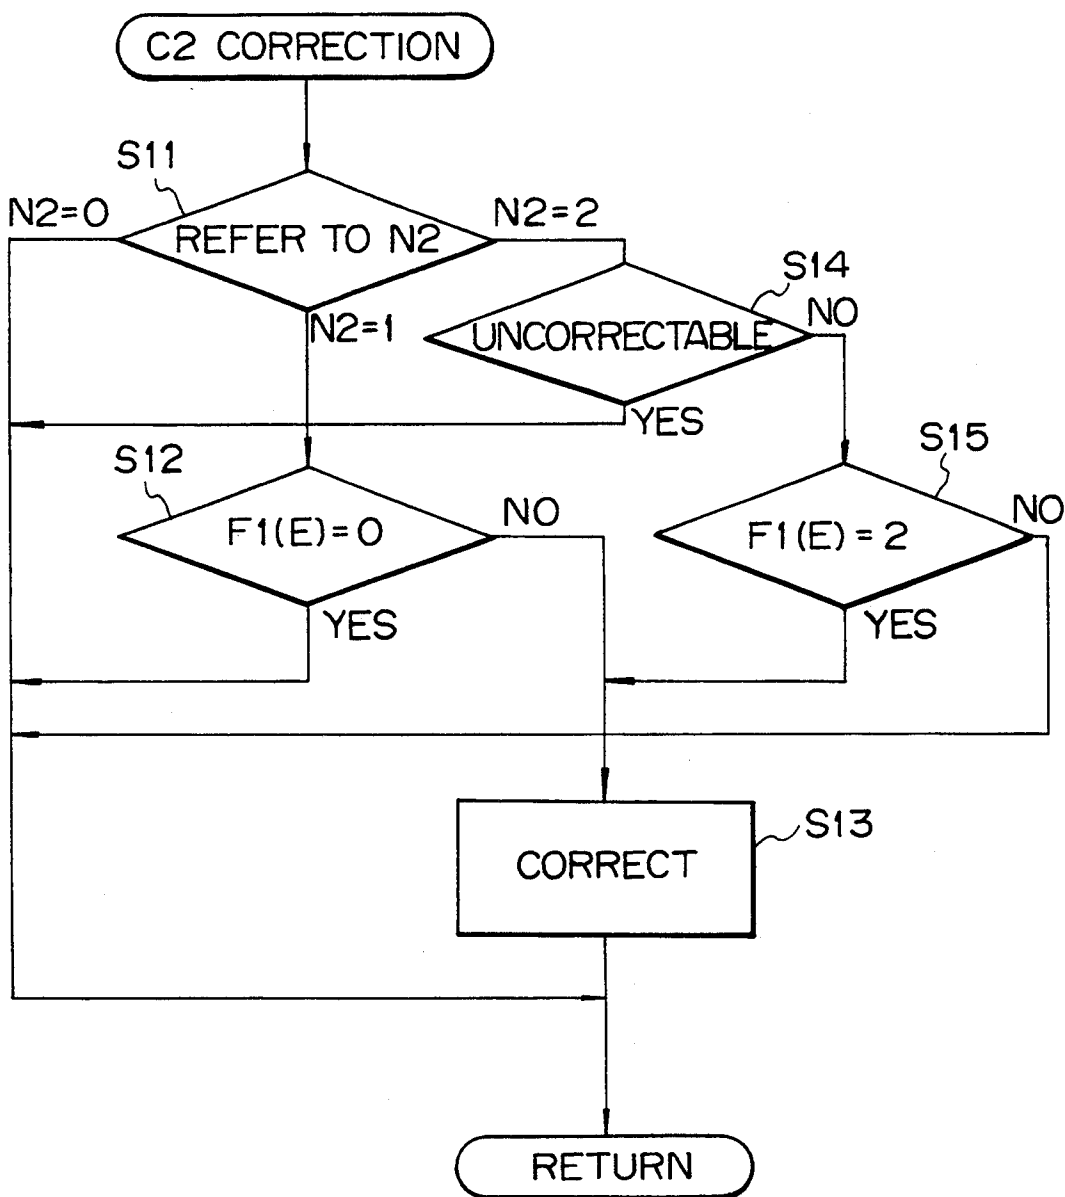 C2 CORRECTION
S11
N2=0
REFER TO N2
N2=2
N2=1
S14
UNCORRECTABLE
NO
YES
S12
F1(E)=0
NO
YES
S15
F1(E)=2
NO
YES
CORRECT
S13
RETURN